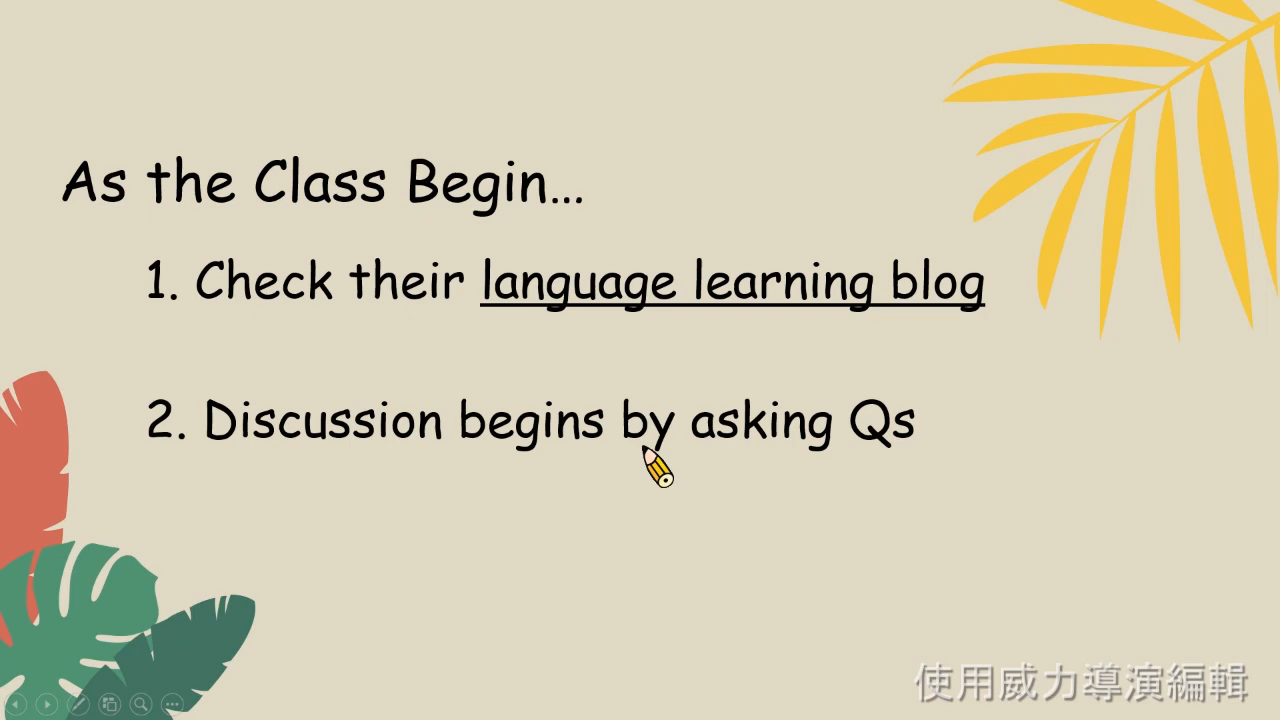 As the Class Begin...
1. Check their language learning blog
2. Discussion begins by asking Qs
使用威力導演編輯